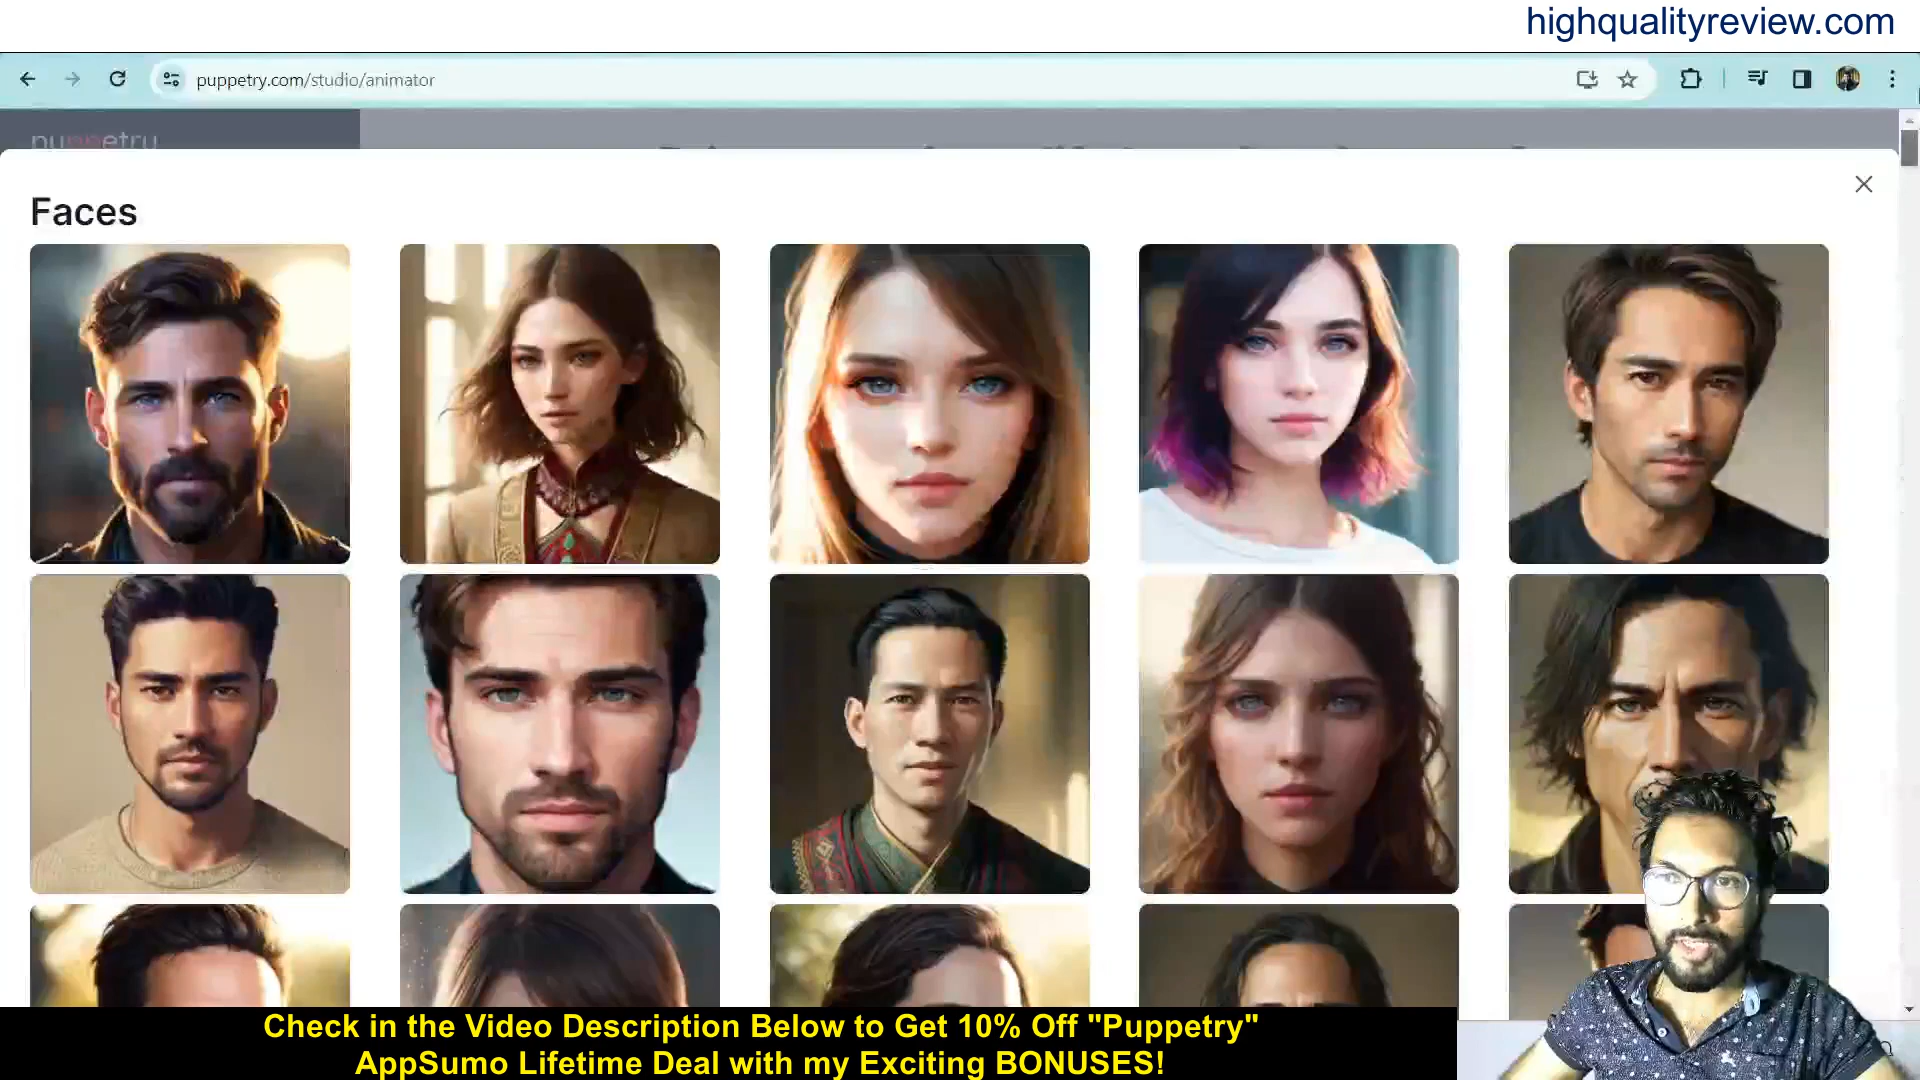 highqualityreview.com
puppetry.com/studio/animator
puppetry
Faces
Check in the Video Description Below to Get 10% Off "Puppetry"
AppSumo Lifetime Deal with my Exciting BONUSES!